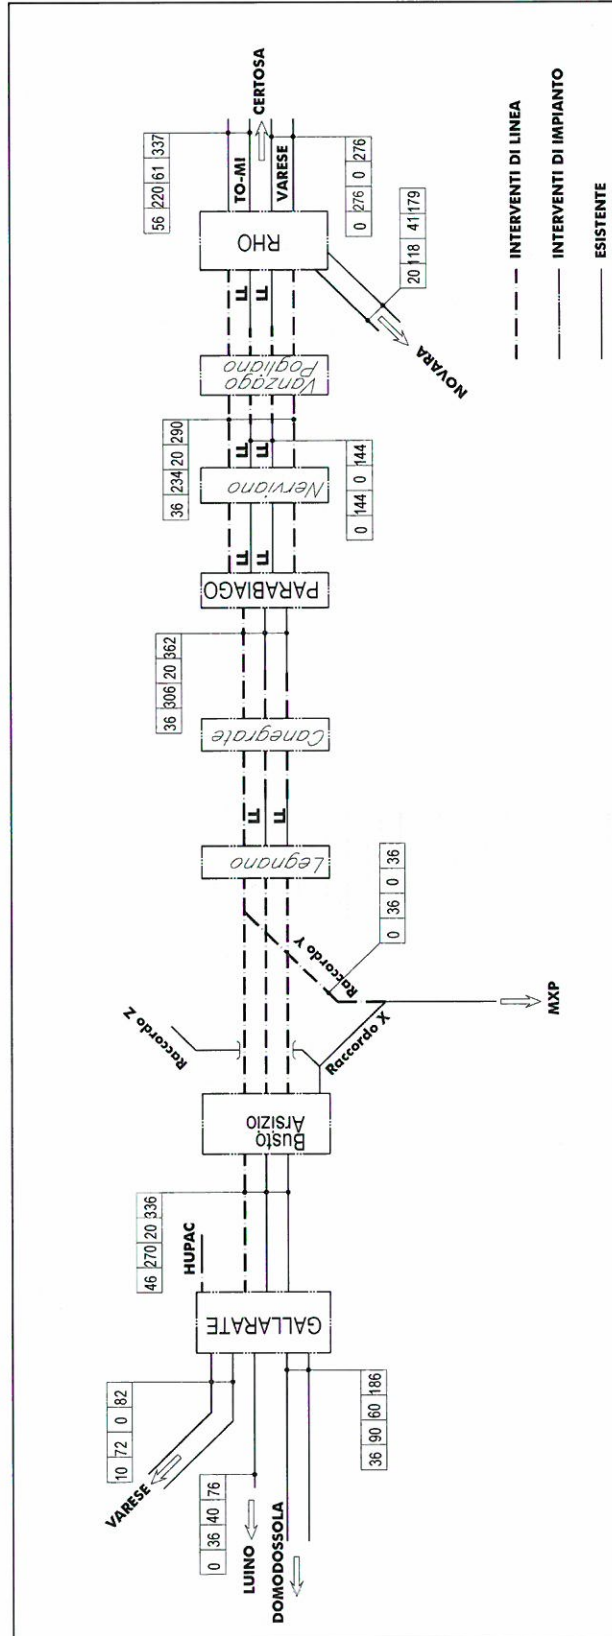 VARESE
10 72 0 82
LUINO
0 36 40 76
DOMODOSSOLA
36 90 60 186
GALLARATE
HUPAC
46 270 20 336
Busto
Arsizio
Raccordo Z
Raccordo X
Raccordo Y
MXP
0 36 0 36
Legnano
Canegrate
36 306 20 362
PARABIAGO
Nerviano
36 234 20 290
0 144 0 144
Vanzago
Pogliano
RHO
56 220 61 337
TO-MI
CERTOSA
VARESE
0 276 0 276
20 118 41 179
NOVARA
INTERVENTI DI LINEA
INTERVENTI DI IMPIANTO
ESISTENTE